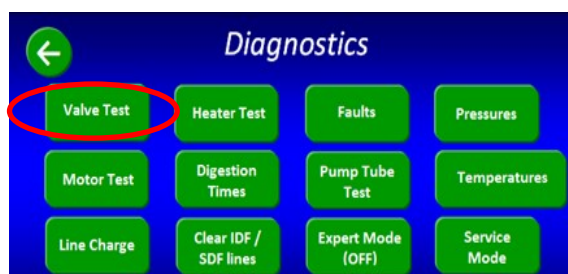 Diagnostics
Valve Test
Heater Test
Faults
Pressures
Motor Test
Digestion
Times
Pump Tube
Test
Temperatures
Line Charge
Clear IDF /
SDF lines
Expert Mode
(OFF)
Service
Mode